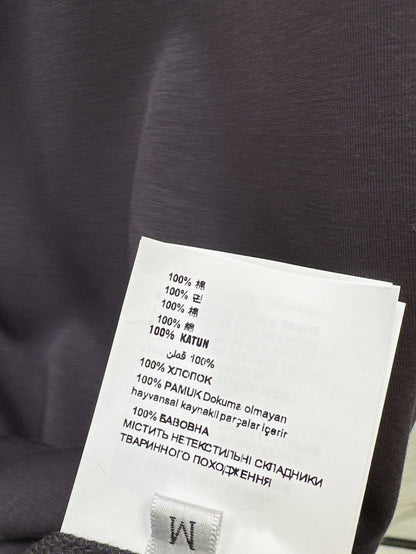 100% 棉
100% 면
100% 棉
100% 綿
100% KATUN
قطن 100%
100% ХЛОПОК
100% PAMUK Dokuma olmayan
hayvansal kaynaklı parçalar içerir
100% БАВОВНА
МІСТИТЬ НЕТЕКСТИЛЬНІ СКЛАДНИКИ
ТВАРИННОГО ПОХОДЖЕННЯ
M